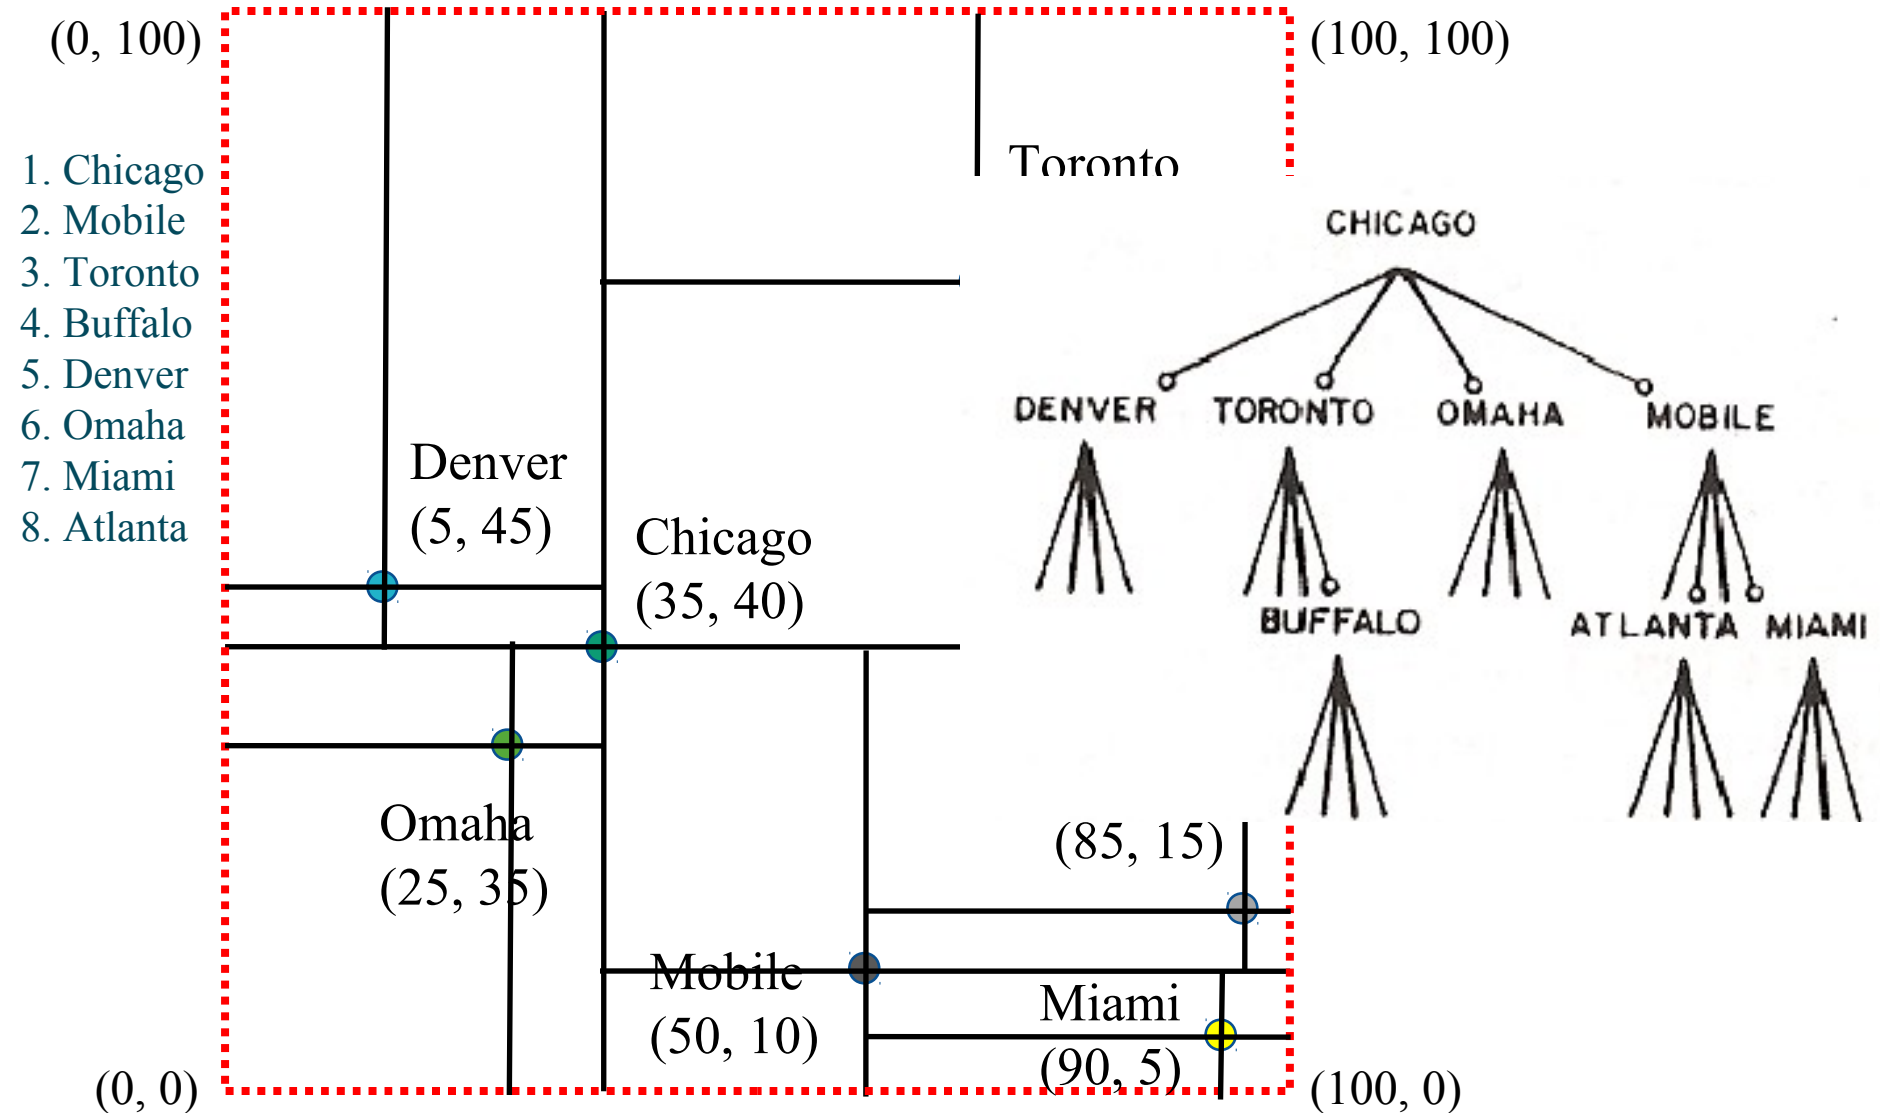 (0, 100)
(100, 100)
1. Chicago
2. Mobile
3. Toronto
4. Buffalo
5. Denver
6. Omaha
7. Miami
8. Atlanta
Toronto
CHICAGO
DENVER TORONTO OMAHA MOBILE
BUFFALO ATLANTA MIAMI
Denver
(5, 45)
Chicago
(35, 40)
Omaha
(25, 35)
(85, 15)
Mobile
(50, 10)
Miami
(90, 5)
(0, 0)
(100, 0)